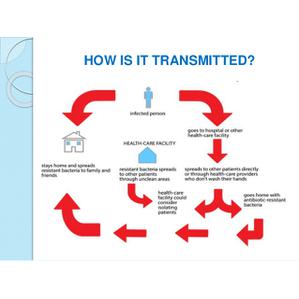 HOW IS IT TRANSMITTED?
infected person
goes to hospital or other
health-care facility
HEALTH-CARE FACILITY
stays home and spreads
resistant bacteria to family and
friends
resistant bacteria spreads
to other patients
through unclean areas
spreads to other patients directly
or through health-care providers
who don't wash their hands
health-care
facility could
consider
isolating
patients
goes home with
antibiotic-resistant
bacteria